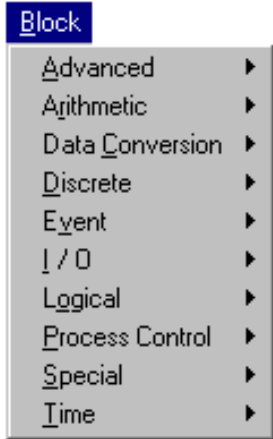 Block
Advanced
Arithmetic
Data Conversion
Discrete
Event
I / O
Logical
Process Control
Special
Time